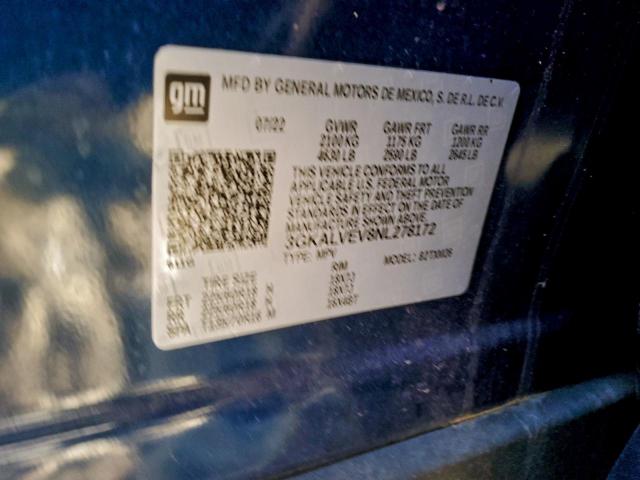 gm
MFD BY GENERAL MOTORS DE MEXICO, S. DE R.L. DE C.V.
07/22 GVWR GAWR FRT GAWR RR
2100 KG 1175 KG 1200 KG
4630 LB 2590 LB 2645 LB
THIS VEHICLE CONFORMS TO ALL
APPLICABLE U.S. FEDERAL MOTOR
VEHICLE SAFETY AND THEFT PREVENTION
STANDARDS IN EFFECT ON THE DATE OF
MANUFACTURE SHOWN ABOVE.
3GKALVEV8NL278172
TYPE: MPV MODEL:
TIRE SIZE RIM
FRT
RR
SPA